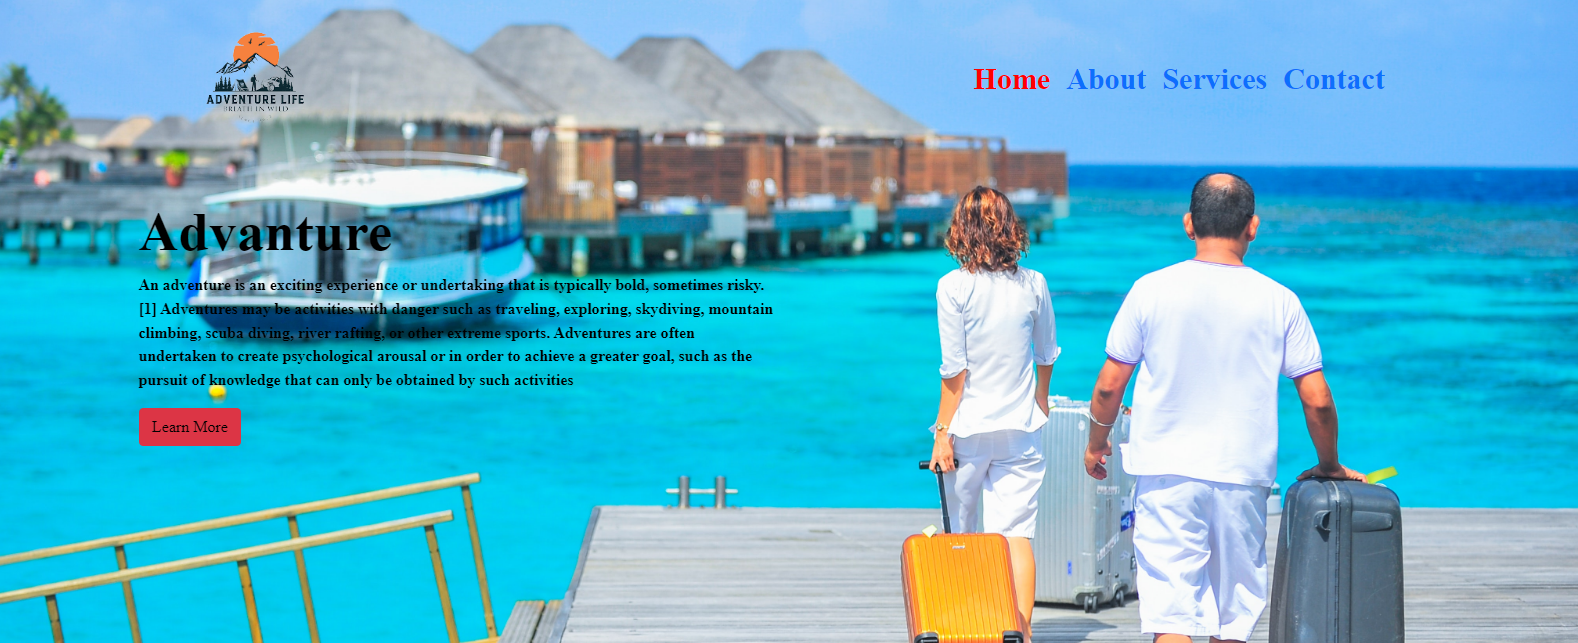 ADVENTURE LIFE
BREATH IN WILD
Home About Services Contact
Advanture
An adventure is an exciting experience or undertaking that is typically bold, sometimes risky.
[1] Adventures may be activities with danger such as traveling, exploring, skydiving, mountain
climbing, scuba diving, river rafting, or other extreme sports. Adventures are often
undertaken to create psychological arousal or in order to achieve a greater goal, such as the
pursuit of knowledge that can only be obtained by such activities
Learn More